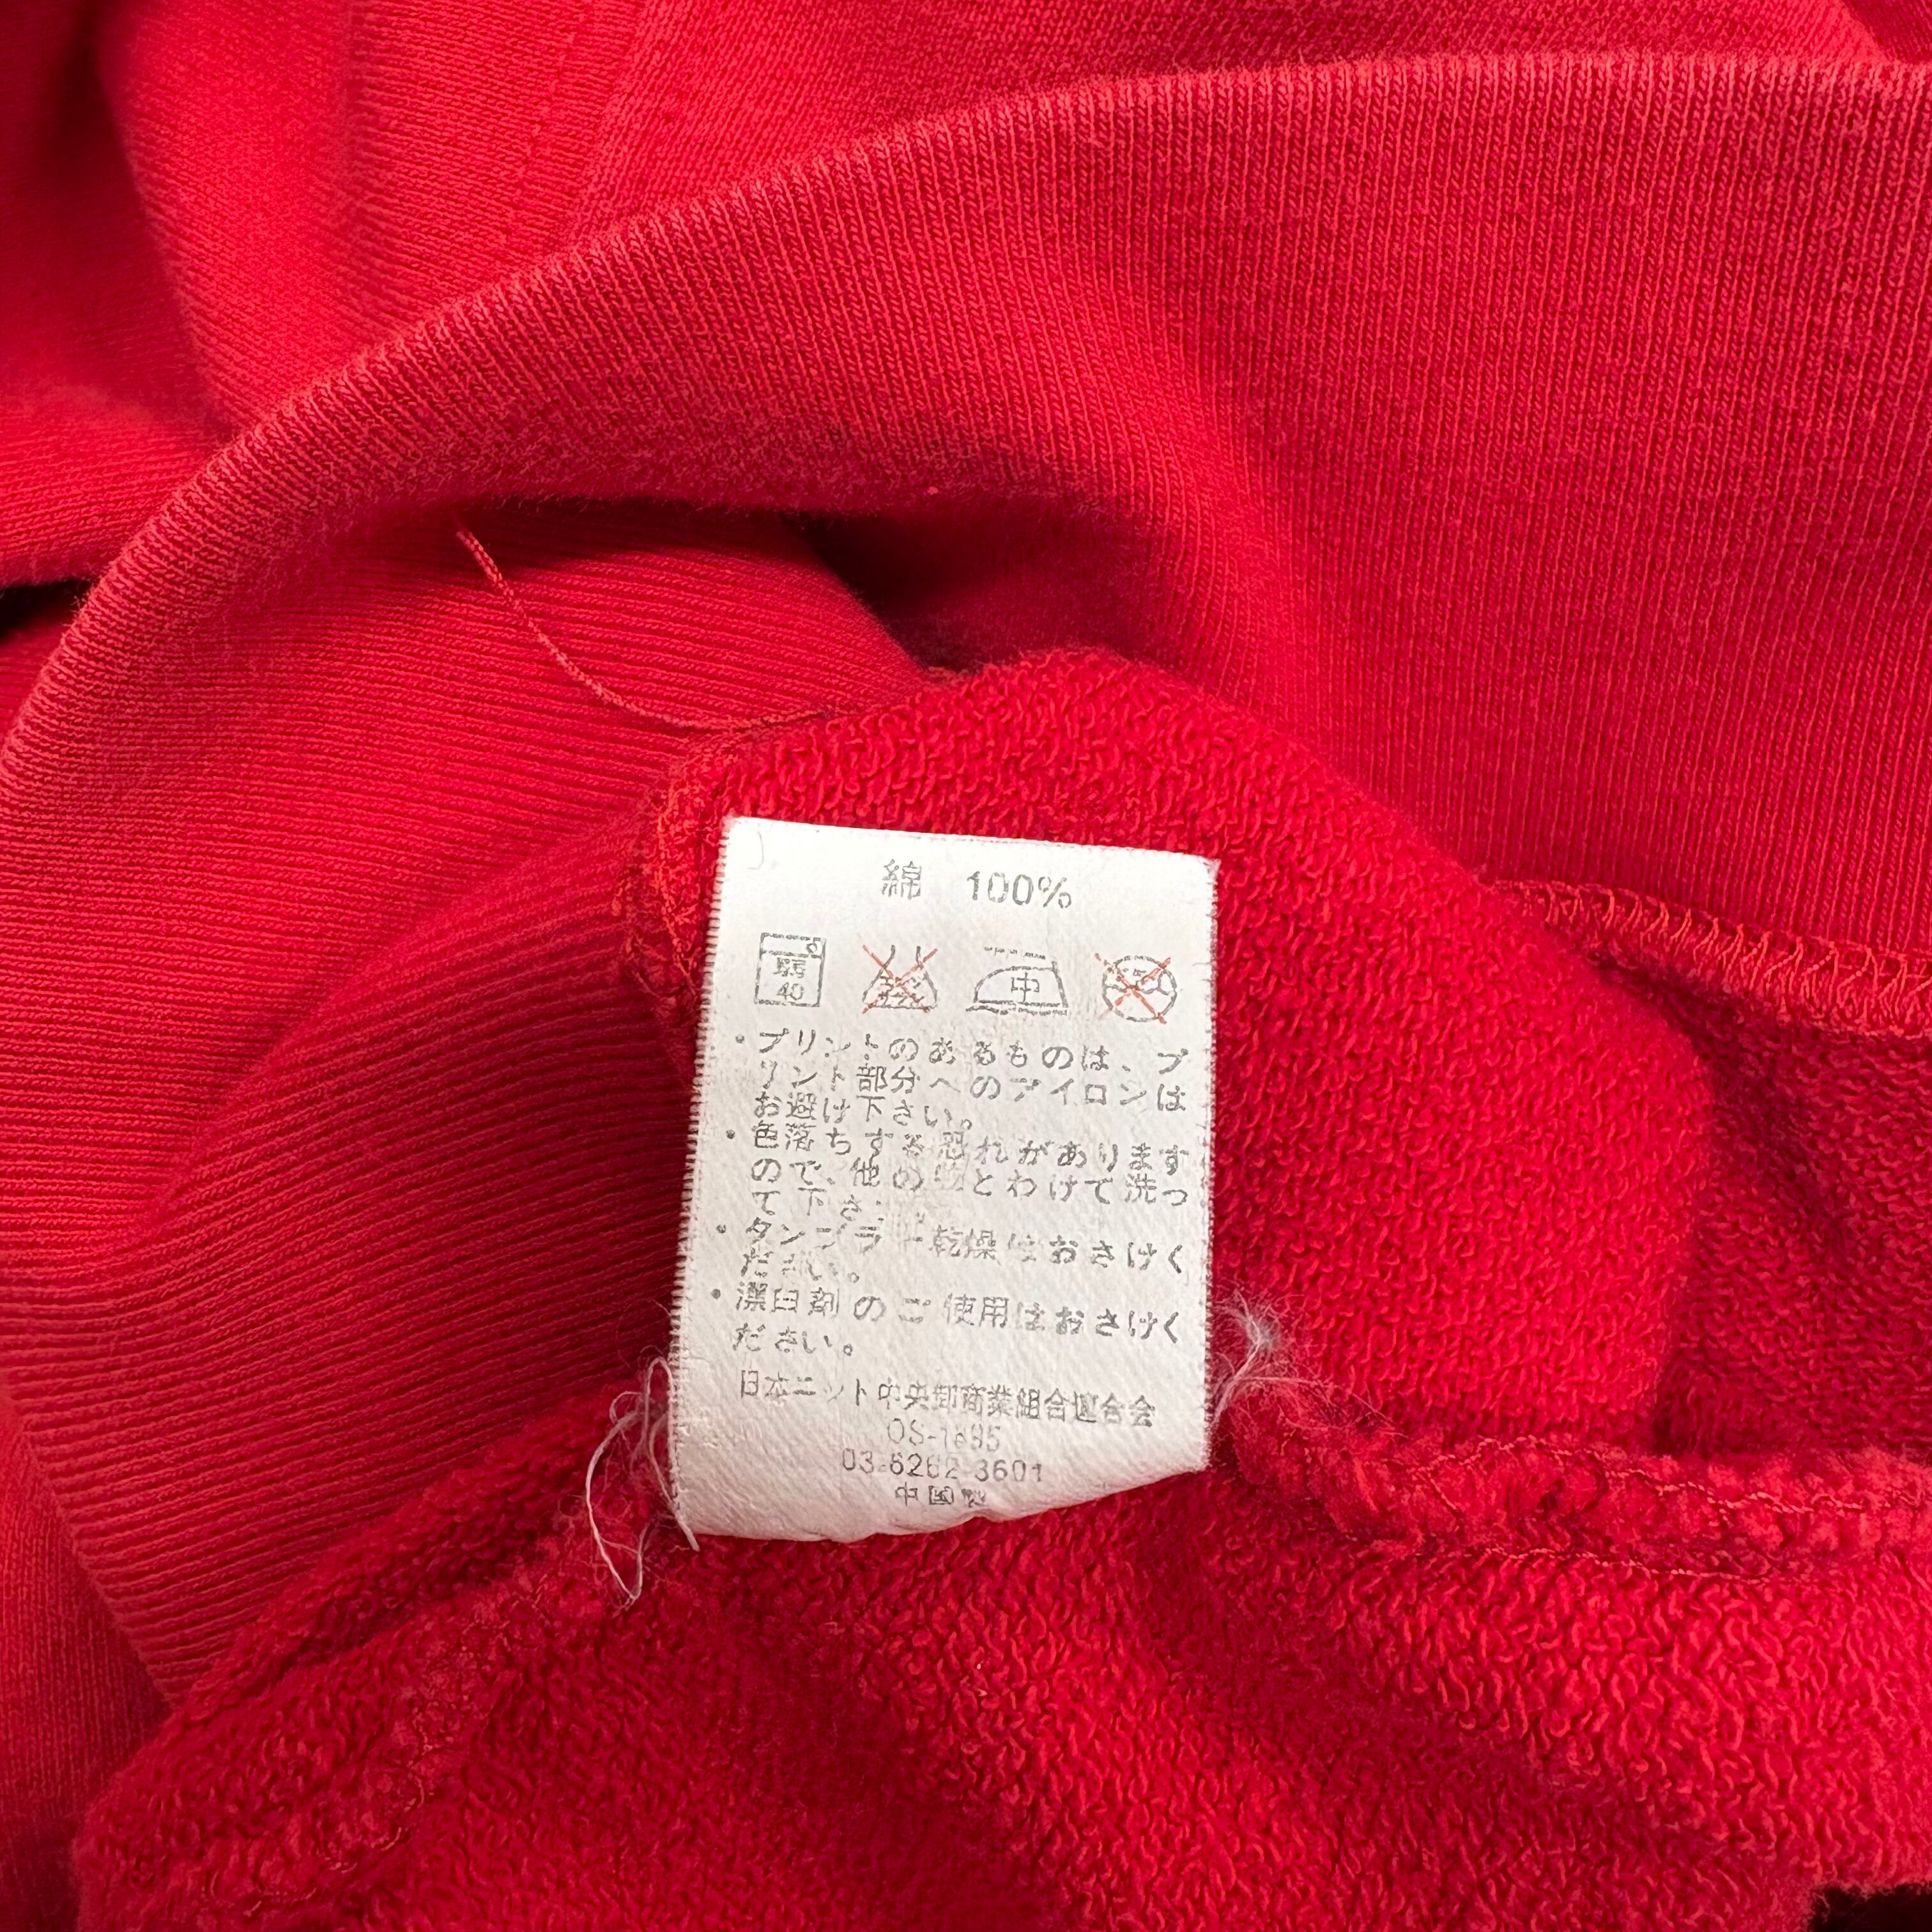 綿 100%
弱
40
中
・プリントのあるものは、プ
リント部分へのアイロンは
お避け下さい。
・色落ちする恐れがあります
ので、他の物とわけて洗っ
て下さい
・タンブラー乾燥はおさけく
ださい。
・漂白剤のご使用はおさけく
ださい。
日本ニット中央卸商業組合連合会
03-6262-3601
中国製